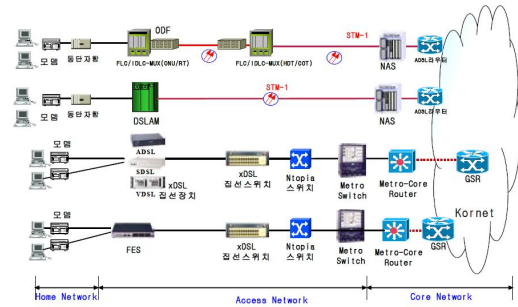 ODF
STM-1
모뎀
동단자함
FLC/IDLC-MUX(ONU/RT)
FLC/IDLC-MUX(HDT/COT)
NAS
ADSL라우터
STM-1
모뎀
동단자함
DSLAM
NAS
ADSL라우터
모뎀
ADSL
SDSL
VDSL
xDSL
집선장치
xDSL
집선스위치
Ntopia
스위치
Metro
Switch
Metro-Core
Router
GSR
Kornet
모뎀
FES
xDSL
집선스위치
Ntopia
스위치
Metro
Switch
Metro-Core
Router
GSR
Home Network
Access Network
Core Network